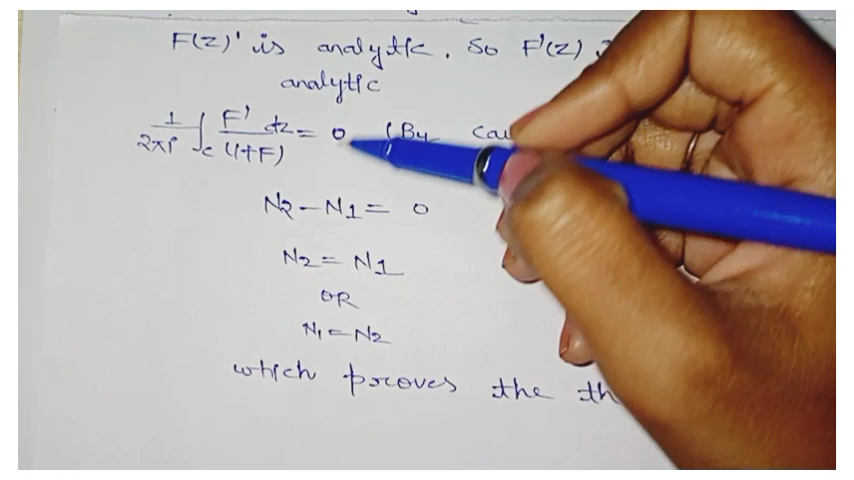 F(z)' is analytic. So F'(z)
analytic
1/2πi ∫c F'/(1+F) dz = 0 (By
N2 - N1 = 0
N2 = N1
OR
N1 = N2
which proves the